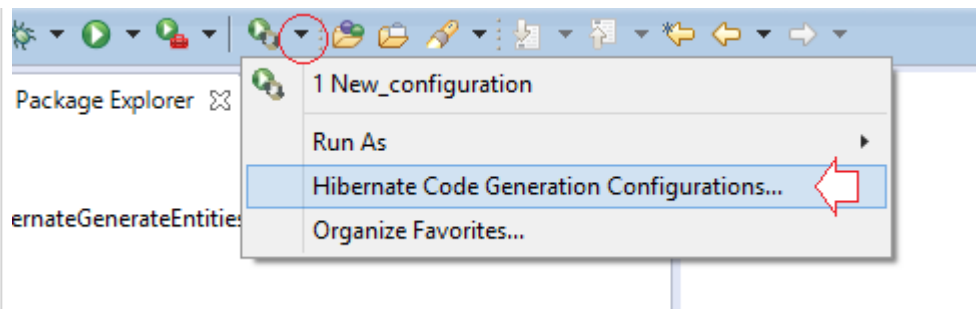 1 New_configuration
Package Explorer
Run As
Hibernate Code Generation Configurations...
ernateGenerateEntities
Organize Favorites...